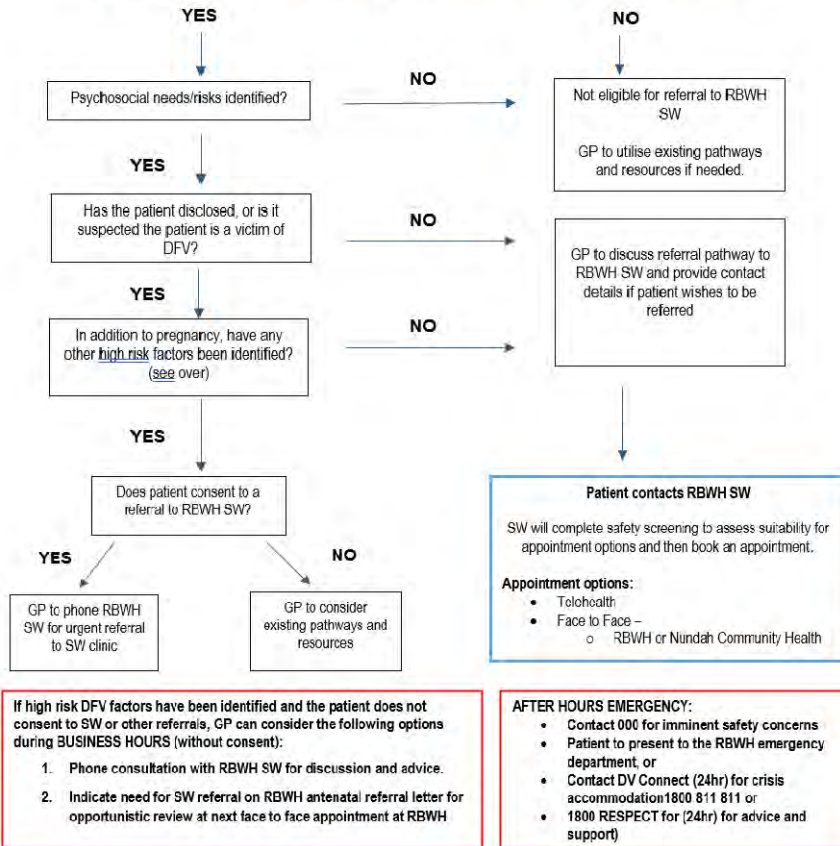 YES
NO
Psychosocial needs/risks identified?
NO
Not eligible for referral to RBWH
SW
GP to utilise existing pathways
and resources if needed.
YES
Has the patient disclosed, or is it
suspected the patient is a victim of
DFV?
NO
GP to discuss referral pathway to
RBWH SW and provide contact
details if patient wishes to be
referred
YES
In addition to pregnancy, have any
other high risk factors been identified?
(see over)
NO
YES
Does patient consent to a
referral to RBWH SW?
YES
NO
GP to phone RBWH
SW for urgent referral
to SW clinic
GP to consider
existing pathways and
resources
Patient contacts RBWH SW
SW will complete safety screening to assess suitability for
appointment options and then book an appointment.
Appointment options:
• Telehealth
• Face to Face –
o RBWH or Nundah Community Health
If high risk DFV factors have been identified and the patient does not
consent to SW or other referrals, GP can consider the following options
during BUSINESS HOURS (without consent):
1. Phone consultation with RBWH SW for discussion and advice.
2. Indicate need for SW referral on RBWH antenatal referral letter for
opportunistic review at next face to face appointment at RBWH
AFTER HOURS EMERGENCY:
• Contact 000 for imminent safety concerns
• Patient to present to the RBWH emergency
department, or
• Contact DV Connect (24hr) for crisis
accommodation1800 811 811 or
• 1800 RESPECT for (24hr) for advice and
support)